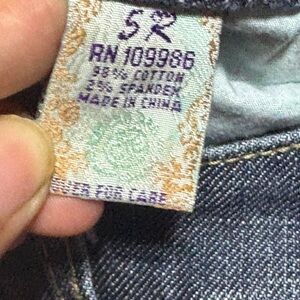 5R
RN 109986
98% COTTON
2% SPANDEX
MADE IN CHINA
OVER FOR CARE